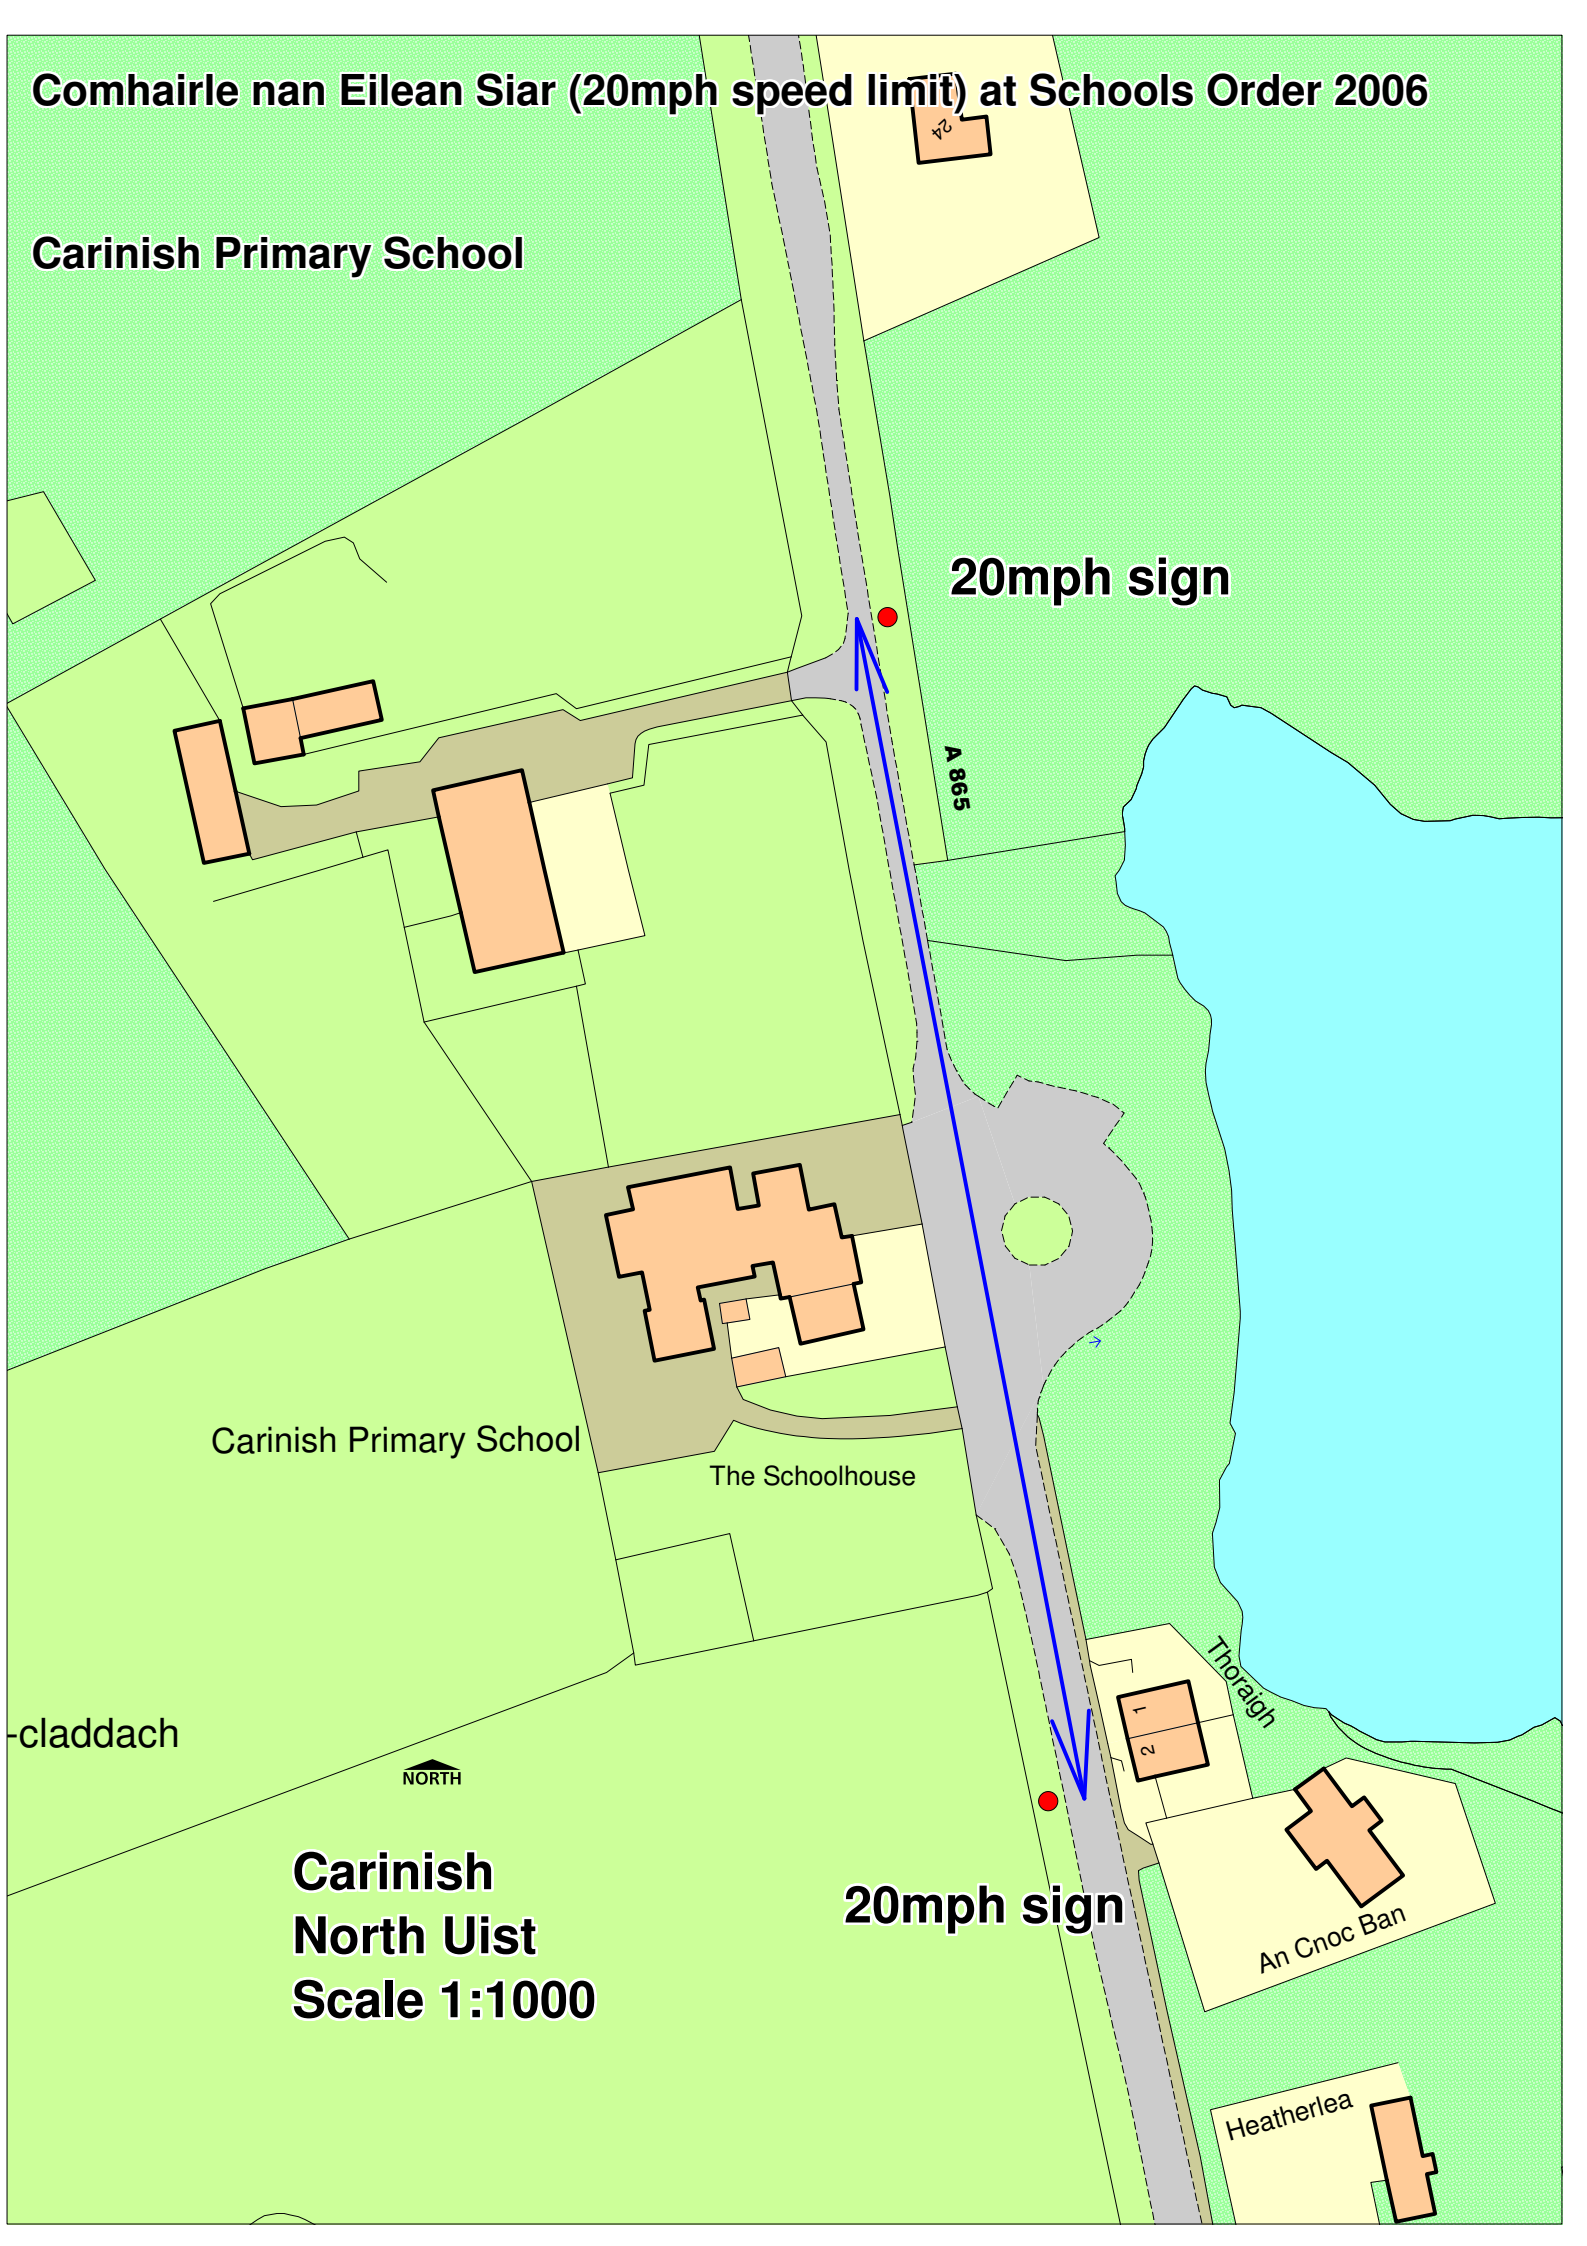 Comhairle nan Eilean Siar (20mph speed limit) at Schools Order 2006
24
Carinish Primary School
20mph sign
A 865
Carinish Primary School
The Schoolhouse
Thoraigh
1
2
-claddach
NORTH
Carinish
North Uist
Scale 1:1000
20mph sign
An Cnoc Ban
Heatherlea